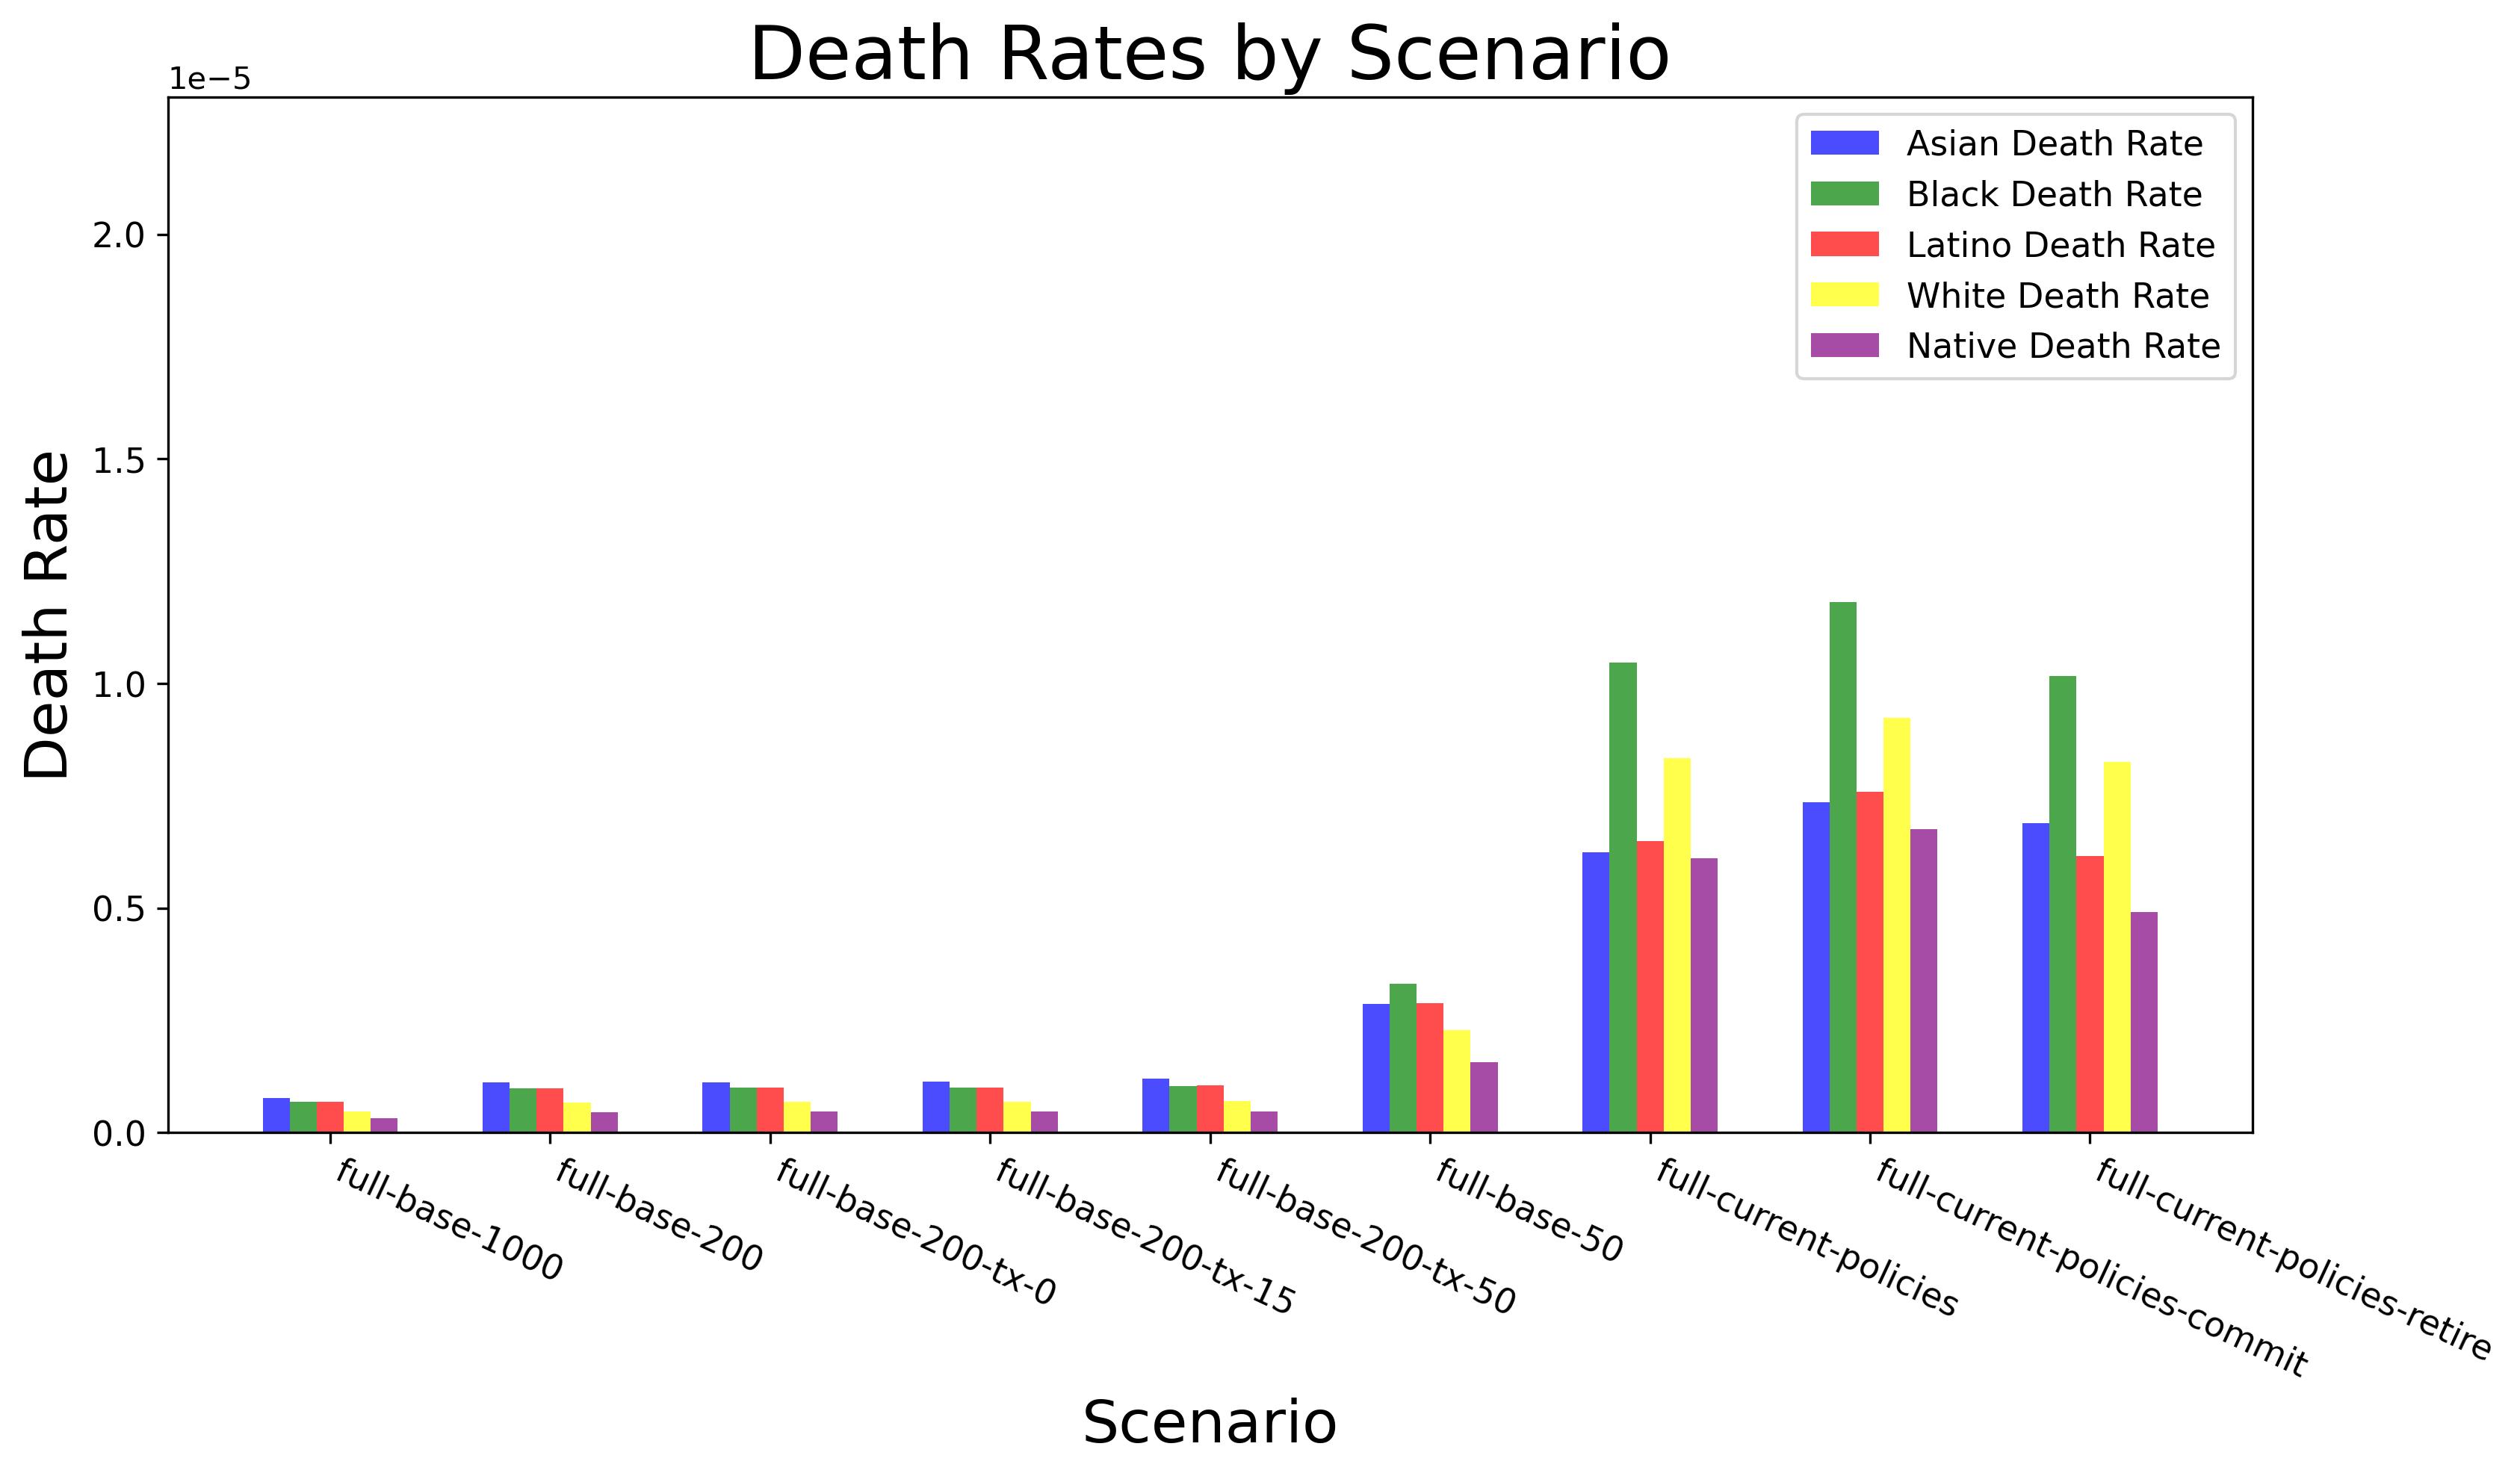 Death Rates by Scenario
1e−5
Asian Death Rate
Black Death Rate
Latino Death Rate
White Death Rate
Native Death Rate
Death Rate
2.0
1.5
1.0
0.5
0.0
full-base-1000
full-base-200
full-base-200-tx-0
full-base-200-tx-15
full-base-200-tx-50
full-base-50
full-current-policies
full-current-policies-commit
full-current-policies-retire
Scenario